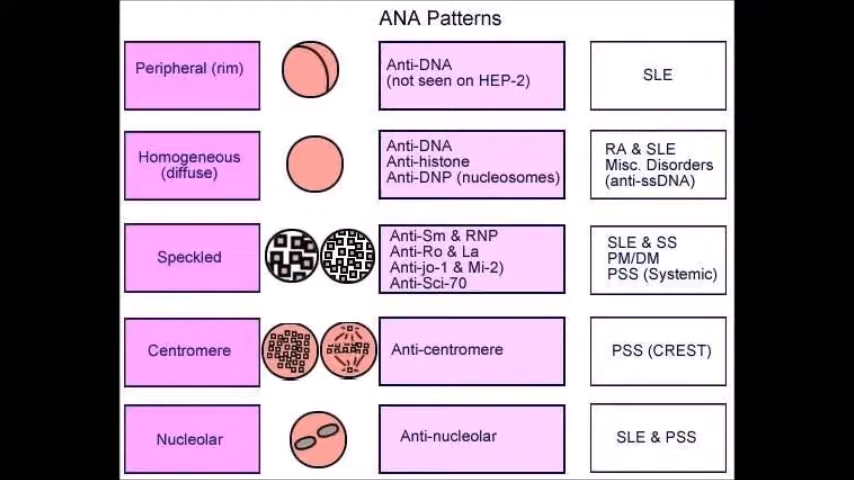 ANA Patterns
Peripheral (rim)
Anti-DNA
(not seen on HEP-2)
SLE
Homogeneous
(diffuse)
Anti-DNA
Anti-histone
Anti-DNP (nucleosomes)
RA & SLE
Misc. Disorders
(anti-ssDNA)
Speckled
Anti-Sm & RNP
Anti-Ro & La
Anti-jo-1 & Mi-2)
Anti-Sci-70
SLE & SS
PM/DM
PSS (Systemic)
Centromere
Anti-centromere
PSS (CREST)
Nucleolar
Anti-nucleolar
SLE & PSS